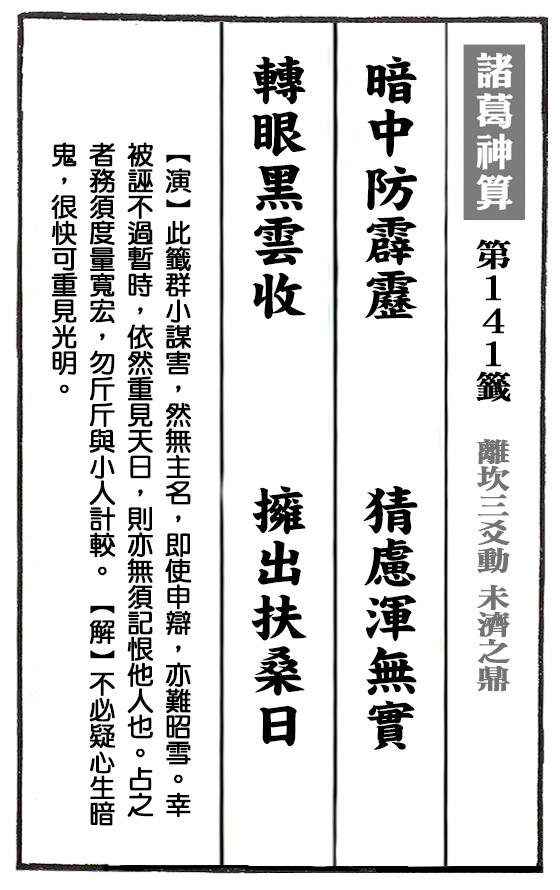 諸葛神算 第141籤 離坎三爻動 未濟之鼎
暗中防霹靂 猜慮渾無實
轉眼黑雲收 擁出扶桑日
【演】此籤群小謀害,然無主名,即使申辯,亦難昭雪。幸
被誣不過暫時,依然重見天日,則亦無須記恨他人也。占之
者務須度量寬宏,勿斤斤與小人計較。 【解】不必疑心生暗
鬼,很快可重見光明。